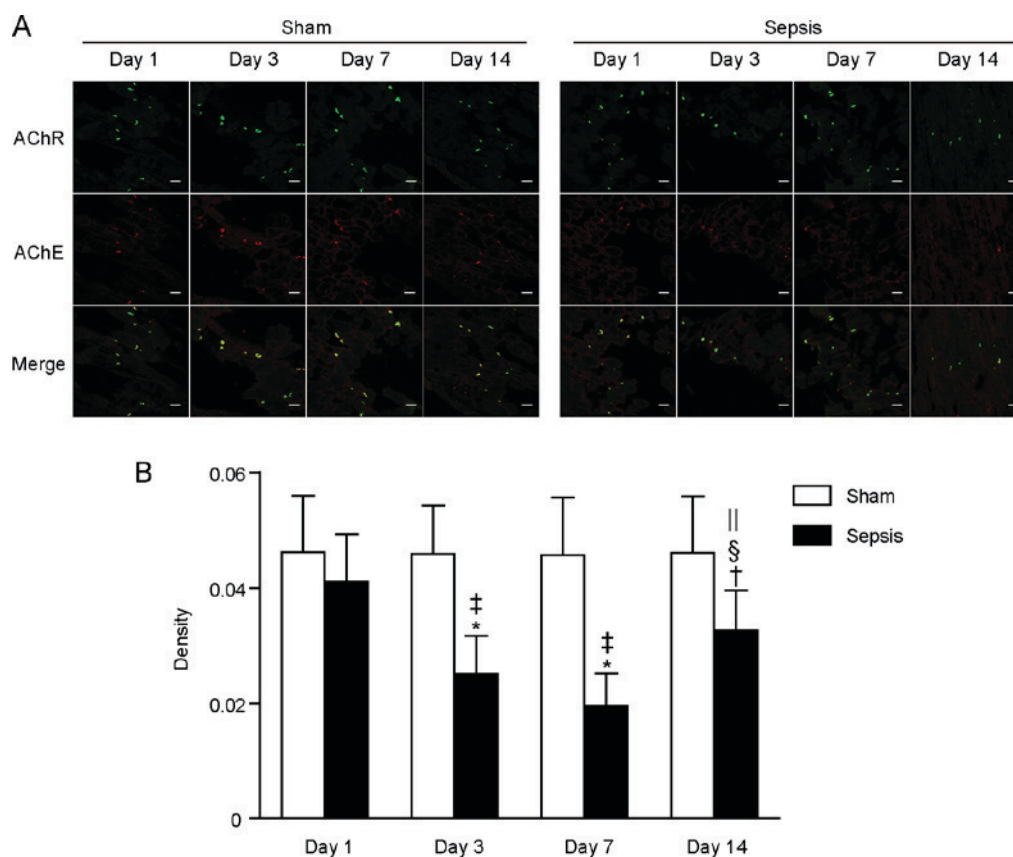 A
Sham Sepsis
Day 1 Day 3 Day 7 Day 14 Day 1 Day 3 Day 7 Day 14
AChR
AChE
Merge
B
0.06
0.04
0.02
0
Density
Sham
Sepsis
‡
*
‡
*
||
§
†
Day 1 Day 3 Day 7 Day 14